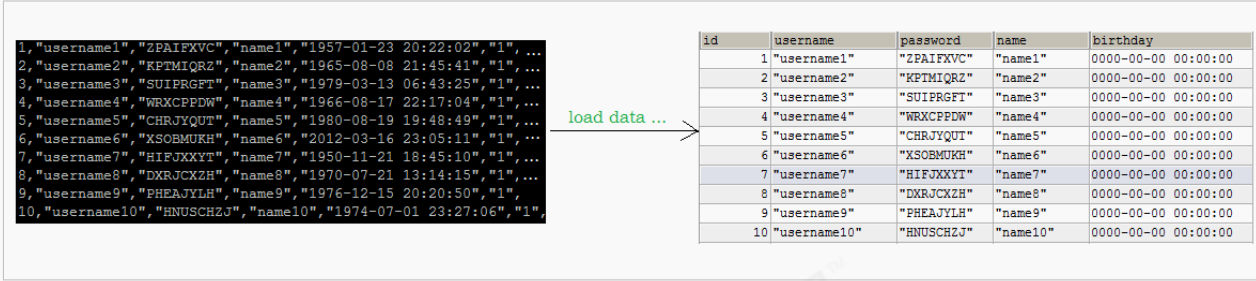 1,"username1","ZPAIFXVC","name1","1957-01-23 20:22:02","1", ...
2,"username2","KPTMIQRZ","name2","1965-08-08 21:45:41","1", ...
3,"username3","SUIPRGFT","name3","1979-03-13 06:43:25","1", ...
4,"username4","WRXCPPDW","name4","1966-08-17 22:17:04","1", ...
5,"username5","CHRJYQUT","name5","1980-08-19 19:48:49","1", ...
6,"username6","XSOBMUKH","name6","2012-03-16 23:05:11","1", ...
7,"username7","HIFJXXYT","name7","1950-11-21 18:45:10","1", ...
8,"username8","DXRJCXZH","name8","1970-07-21 13:14:15","1", ...
9,"username9","PHEAJYLH","name9","1976-12-15 20:20:50","1",
10,"username10","HNUSCHZJ","name10","1974-07-01 23:27:06","1",
load data ...
id username password name birthday
1 "username1" "ZPAIFXVC" "name1" 0000-00-00 00:00:00
2 "username2" "KPTMIQRZ" "name2" 0000-00-00 00:00:00
3 "username3" "SUIPRGFT" "name3" 0000-00-00 00:00:00
4 "username4" "WRXCPPDW" "name4" 0000-00-00 00:00:00
5 "username5" "CHRJYQUT" "name5" 0000-00-00 00:00:00
6 "username6" "XSOBMUKH" "name6" 0000-00-00 00:00:00
7 "username7" "HIFJXXYT" "name7" 0000-00-00 00:00:00
8 "username8" "DXRJCXZH" "name8" 0000-00-00 00:00:00
9 "username9" "PHEAJYLH" "name9" 0000-00-00 00:00:00
10 "username10" "HNUSCHZJ" "name10" 0000-00-00 00:00:00